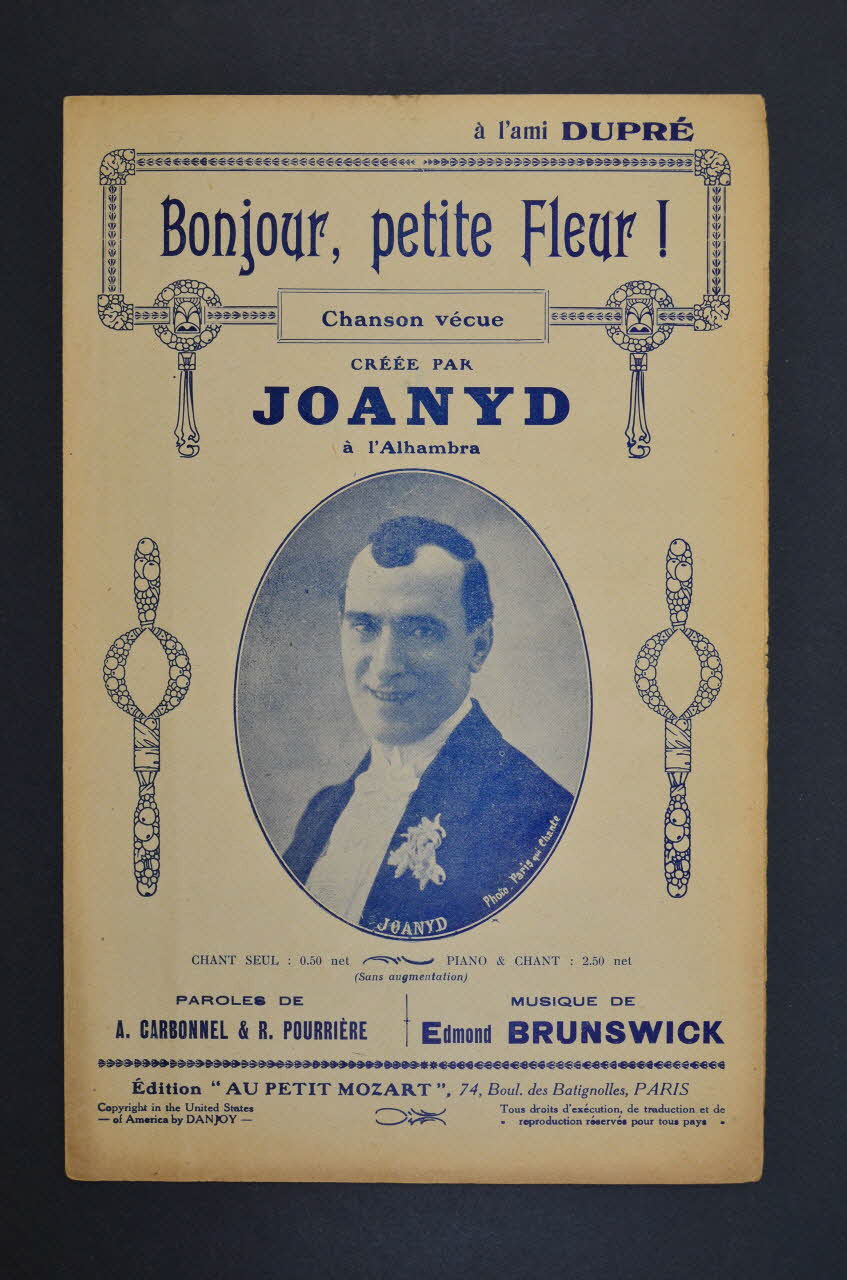 à l'ami DUPRÉ
Bonjour, petite Fleur !
Chanson vécue
CRÉÉE PAR
JOANYD
à l'Alhambra
Photo. Paris qui Chante
JOANYD
CHANT SEUL : 0.50 net PIANO & CHANT : 2.50 net
(Sans augmentation)
PAROLES DE
A. CARBONNEL & R. POURRIÈRE
MUSIQUE DE
Edmond BRUNSWICK
Édition “ AU PETIT MOZART ”, 74, Boul. des Batignolles, PARIS
Copyright in the United States
— of America by DANJOY —
Tous droits d'exécution, de traduction et de
• reproduction réservés pour tous pays •